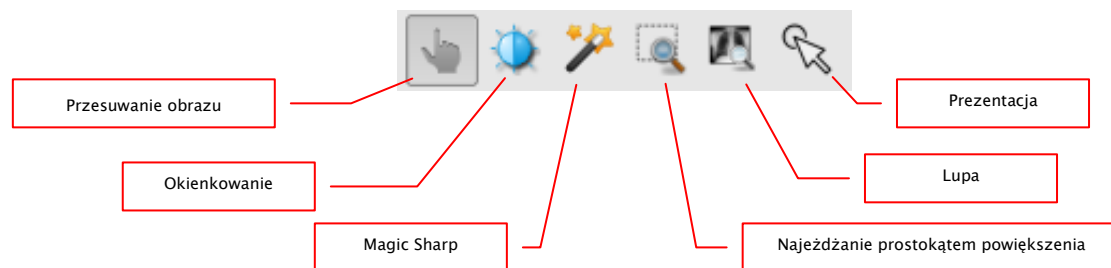 Przesuwanie obrazu
Prezentacja
Okienkowanie
Lupa
Magic Sharp
Najeżdżanie prostokątem powiększenia